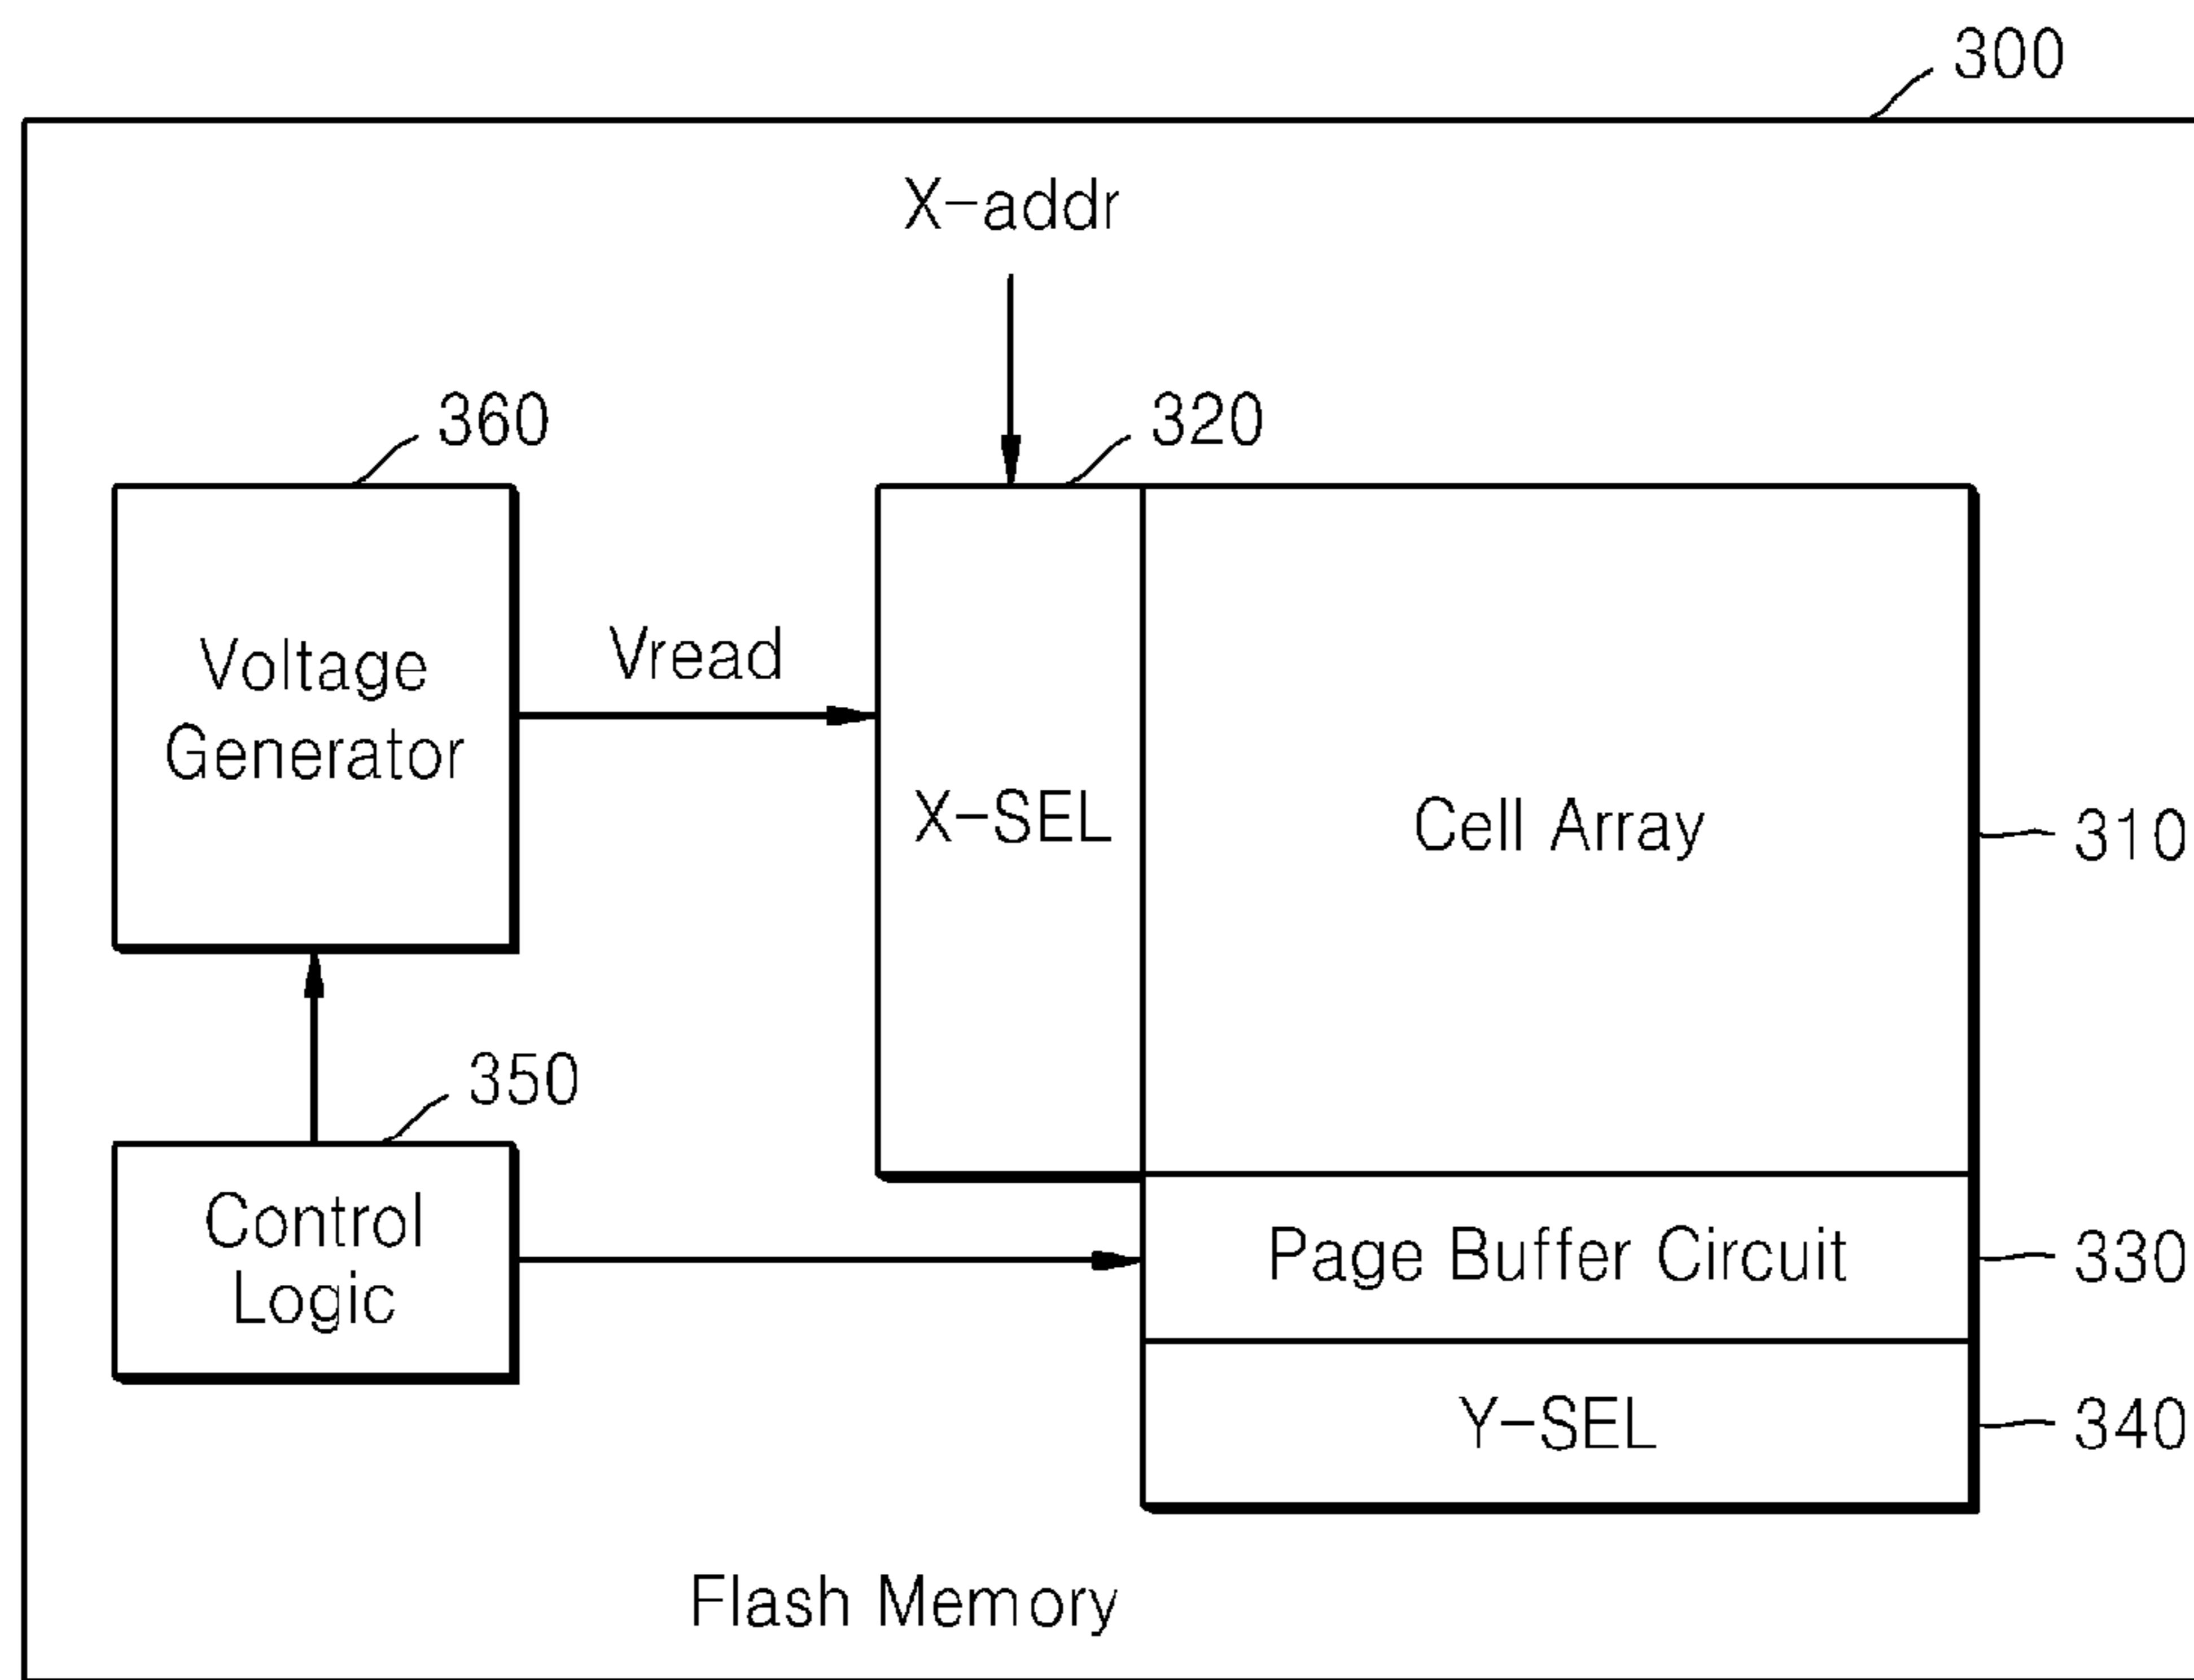 300
X-addr
360
320
Voltage
Generator
Vread
X-SEL
Cell Array
310
350
Control
Logic
Page Buffer Circuit
330
Y-SEL
340
Flash Memory